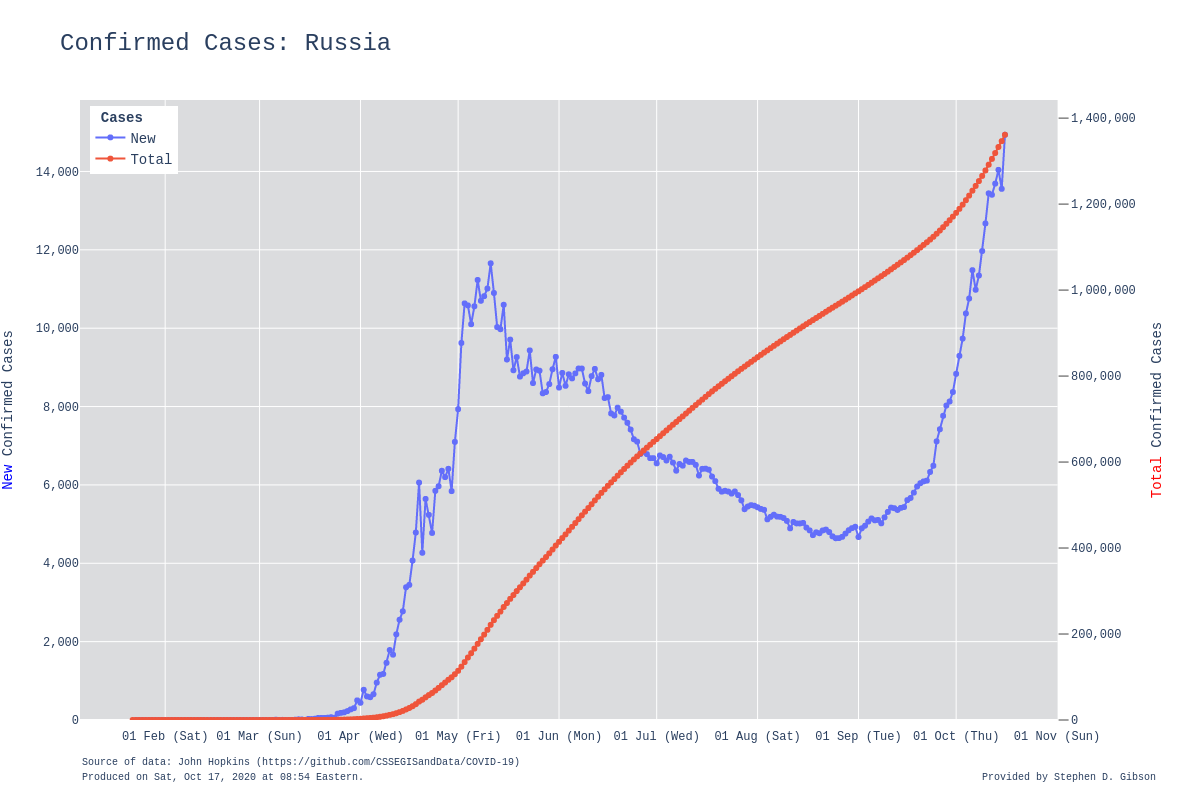 Confirmed Cases: Russia
Cases
New
Total
14,000
12,000
10,000
8,000
6,000
4,000
2,000
0
New Confirmed Cases
1,400,000
1,200,000
1,000,000
800,000
600,000
400,000
200,000
0
Total Confirmed Cases
01 Feb (Sat) 01 Mar (Sun) 01 Apr (Wed) 01 May (Fri) 01 Jun (Mon) 01 Jul (Wed) 01 Aug (Sat) 01 Sep (Tue) 01 Oct (Thu) 01 Nov (Sun)
Source of data: John Hopkins (https://github.com/CSSEGISandData/COVID-19)
Produced on Sat, Oct 17, 2020 at 08:54 Eastern.
Provided by Stephen D. Gibson